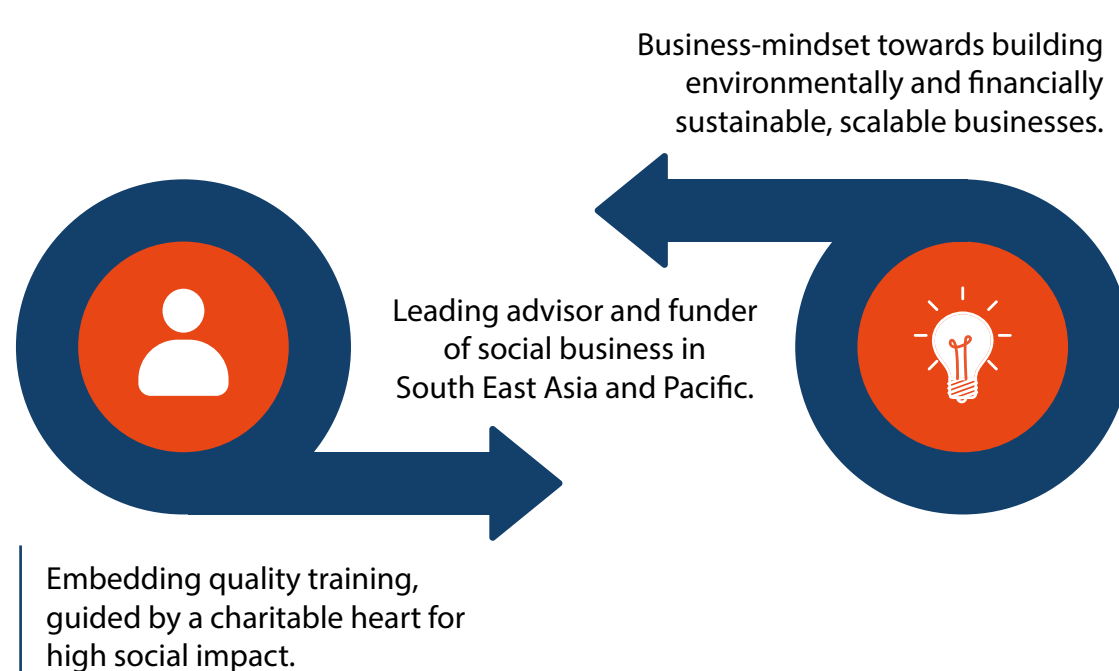 Business-mindset towards building
environmentally and financially
sustainable, scalable businesses.
Leading advisor and funder
of social business in
South East Asia and Pacific.
Embedding quality training,
guided by a charitable heart for
high social impact.